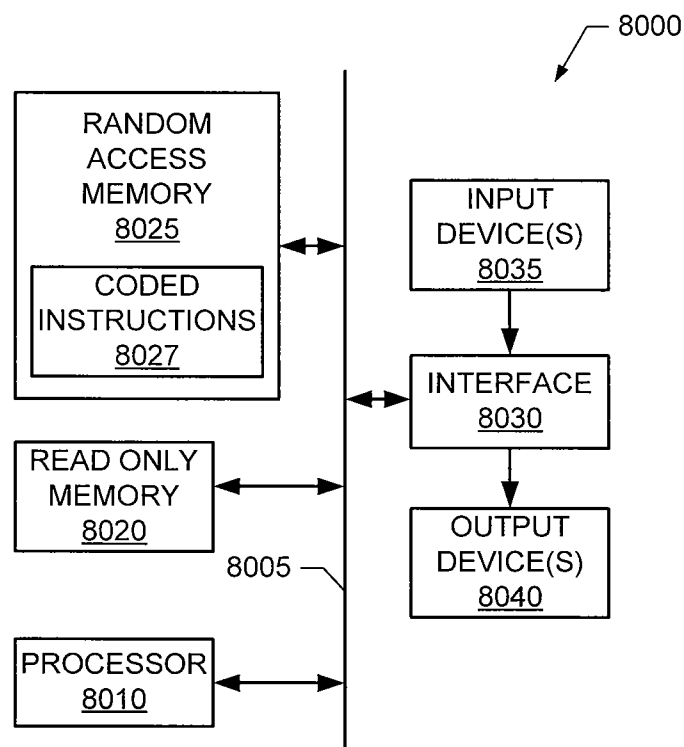 8000
RANDOM
ACCESS
MEMORY
8025
CODED
INSTRUCTIONS
8027
INPUT
DEVICE(S)
8035
INTERFACE
8030
READ ONLY
MEMORY
8020
OUTPUT
DEVICE(S)
8040
8005
PROCESSOR
8010